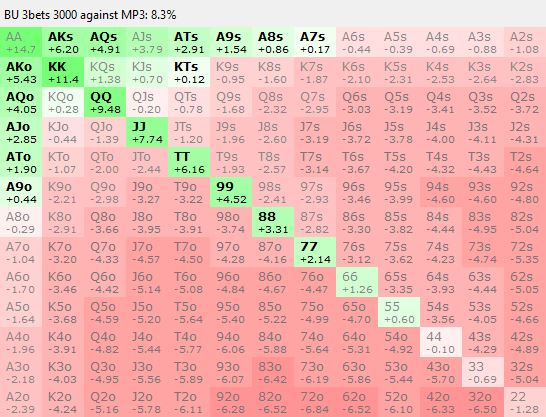 BU 3bets 3000 against MP3: 8.3%
AA AKs AQs AJs ATs A9s A8s A7s A6s A5s A4s A3s A2s
+14.7 +6.20 +4.91 +3.79 +2.91 +1.54 +0.86 +0.17 -0.44 -0.39 -0.69 -0.88 -1.08
AKo KK KQs KJs KTs K9s K8s K7s K6s K5s K4s K3s K2s
+5.43 +11.4 +1.38 +0.70 +0.12 -0.95 -1.60 -1.87 -2.10 -2.31 -2.53 -2.64 -2.83
AQo KQo QQ QJs QTs Q9s Q8s Q7s Q6s Q5s Q4s Q3s Q2s
+4.05 +0.28 +9.48 -0.20 -0.78 -1.68 -2.32 -2.95 -3.03 -3.19 -3.41 -3.52 -3.72
AJo KJo QJo JJ JTs J9s J8s J7s J6s J5s J4s J3s J2s
+2.85 -0.44 -1.39 +7.74 -1.20 -1.96 -2.60 -3.19 -3.72 -3.78 -4.00 -4.11 -4.31
ATo KTo QTo JTo TT T9s T8s T7s T6s T5s T4s T3s T2s
+1.90 -1.07 -2.00 -2.44 +6.16 -1.93 -2.57 -3.14 -3.67 -4.20 -4.32 -4.43 -4.64
A9o K9o Q9o J9o T9o 99 98s 97s 96s 95s 94s 93s 92s
+0.44 -2.21 -2.98 -3.27 -3.22 +4.52 -2.41 -2.93 -3.46 -3.99 -4.60 -4.60 -4.80
A8o K8o Q8o J8o T8o 98o 88 87s 86s 85s 84s 83s 82s
-0.29 -2.91 -3.66 -3.95 -3.91 -3.74 +3.31 -2.82 -3.30 -3.82 -4.44 -4.95 -5.04
A7o K7o Q7o J7o T7o 97o 87o 77 76s 75s 74s 73s 72s
-1.04 -3.20 -4.33 -4.57 -4.50 -4.28 -4.16 +2.14 -3.12 -3.62 -4.23 -4.74 -5.35
A6o K6o Q6o J6o T6o 96o 86o 76o 66 65s 64s 63s 62s
-1.70 -3.46 -4.42 -5.14 -5.08 -4.84 -4.67 -4.47 +1.26 -3.35 -3.93 -4.44 -5.05
A5o K5o Q5o J5o T5o 95o 85o 75o 65o 55 54s 53s 52s
-1.64 -3.68 -4.59 -5.20 -5.64 -5.40 -5.22 -4.99 -4.70 +0.60 -3.56 -4.05 -4.66
A4o K4o Q4o J4o T4o 94o 84o 74o 64o 54o 44 43s 42s
-1.96 -3.91 -4.82 -5.44 -5.77 -6.06 -5.88 -5.64 -5.31 -4.92 -0.10 -4.29 -4.89
A3o K3o Q3o J3o T3o 93o 83o 73o 63o 53o 43o 33 32s
-2.18 -4.03 -4.95 -5.56 -5.89 -6.07 -6.42 -6.19 -5.86 -5.44 -5.70 -0.69 -5.04
A2o K2o Q2o J2o T2o 92o 82o 72o 62o 52o 42o 32o 22
-2.39 -4.24 -5.16 -5.78 -6.11 -6.28 -6.52 -6.84 -6.52 -6.10 -6.33 -6.50 -1.28